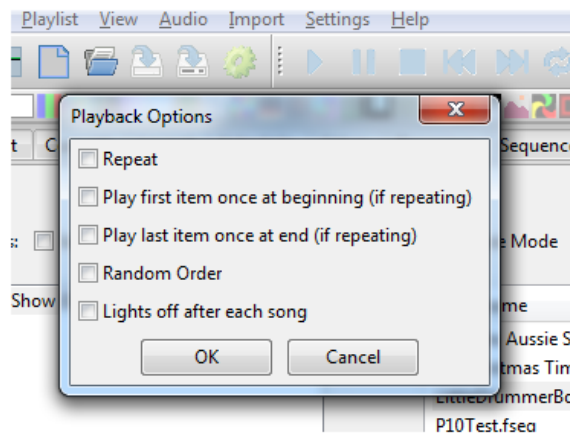 Playlist View Audio Import Settings Help
Playback Options
Repeat
Play first item once at beginning (if repeating)
Play last item once at end (if repeating)
Random Order
Lights off after each song
OK Cancel
Sequenc
e Mode
Show
me
Aussie S
tmas Tim
LittleDrummerBo
P10Test.fseq